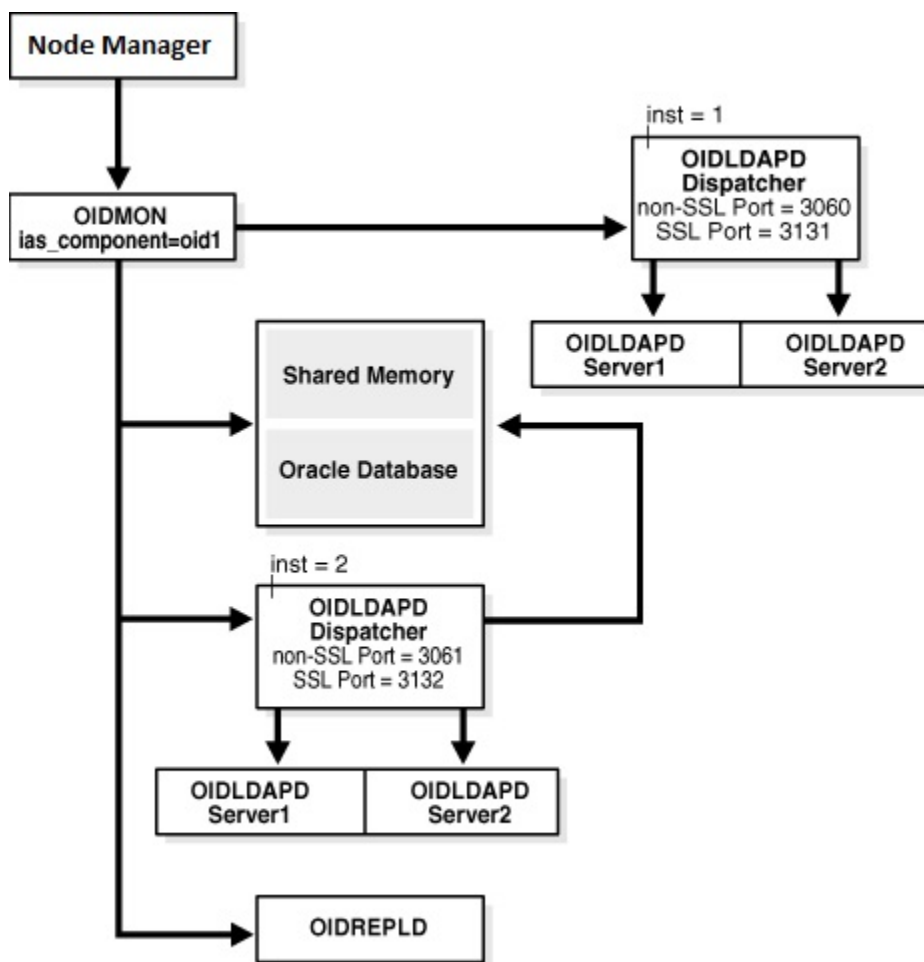 Node Manager
inst = 1
OIDLDAPD
Dispatcher
non-SSL Port = 3060
SSL Port = 3131
OIDMON
ias_component=oid1
OIDLDAPD
Server1
OIDLDAPD
Server2
Shared Memory
Oracle Database
inst = 2
OIDLDAPD
Dispatcher
non-SSL Port = 3061
SSL Port = 3132
OIDLDAPD
Server1
OIDLDAPD
Server2
OIDREPLD